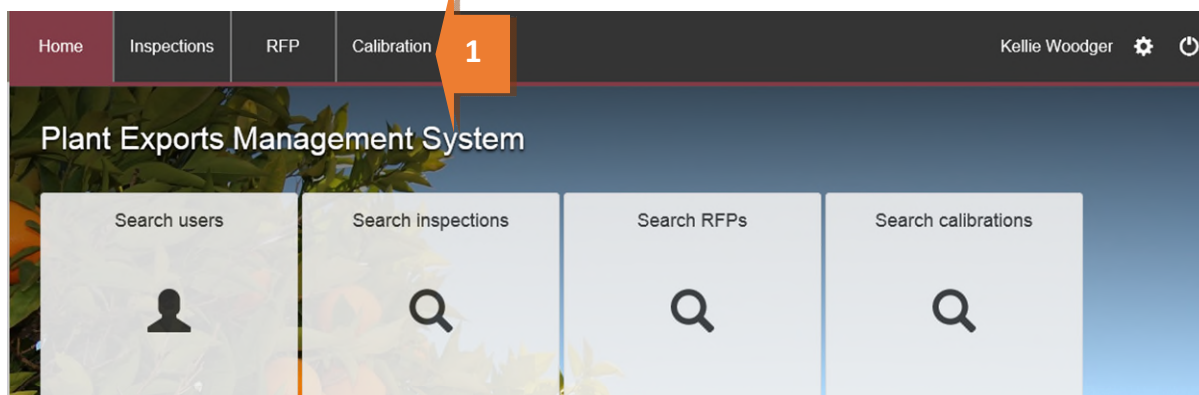 Home Inspections RFP Calibration 1 Kellie Woodger
Plant Exports Management System
Search users Search inspections Search RFPs Search calibrations